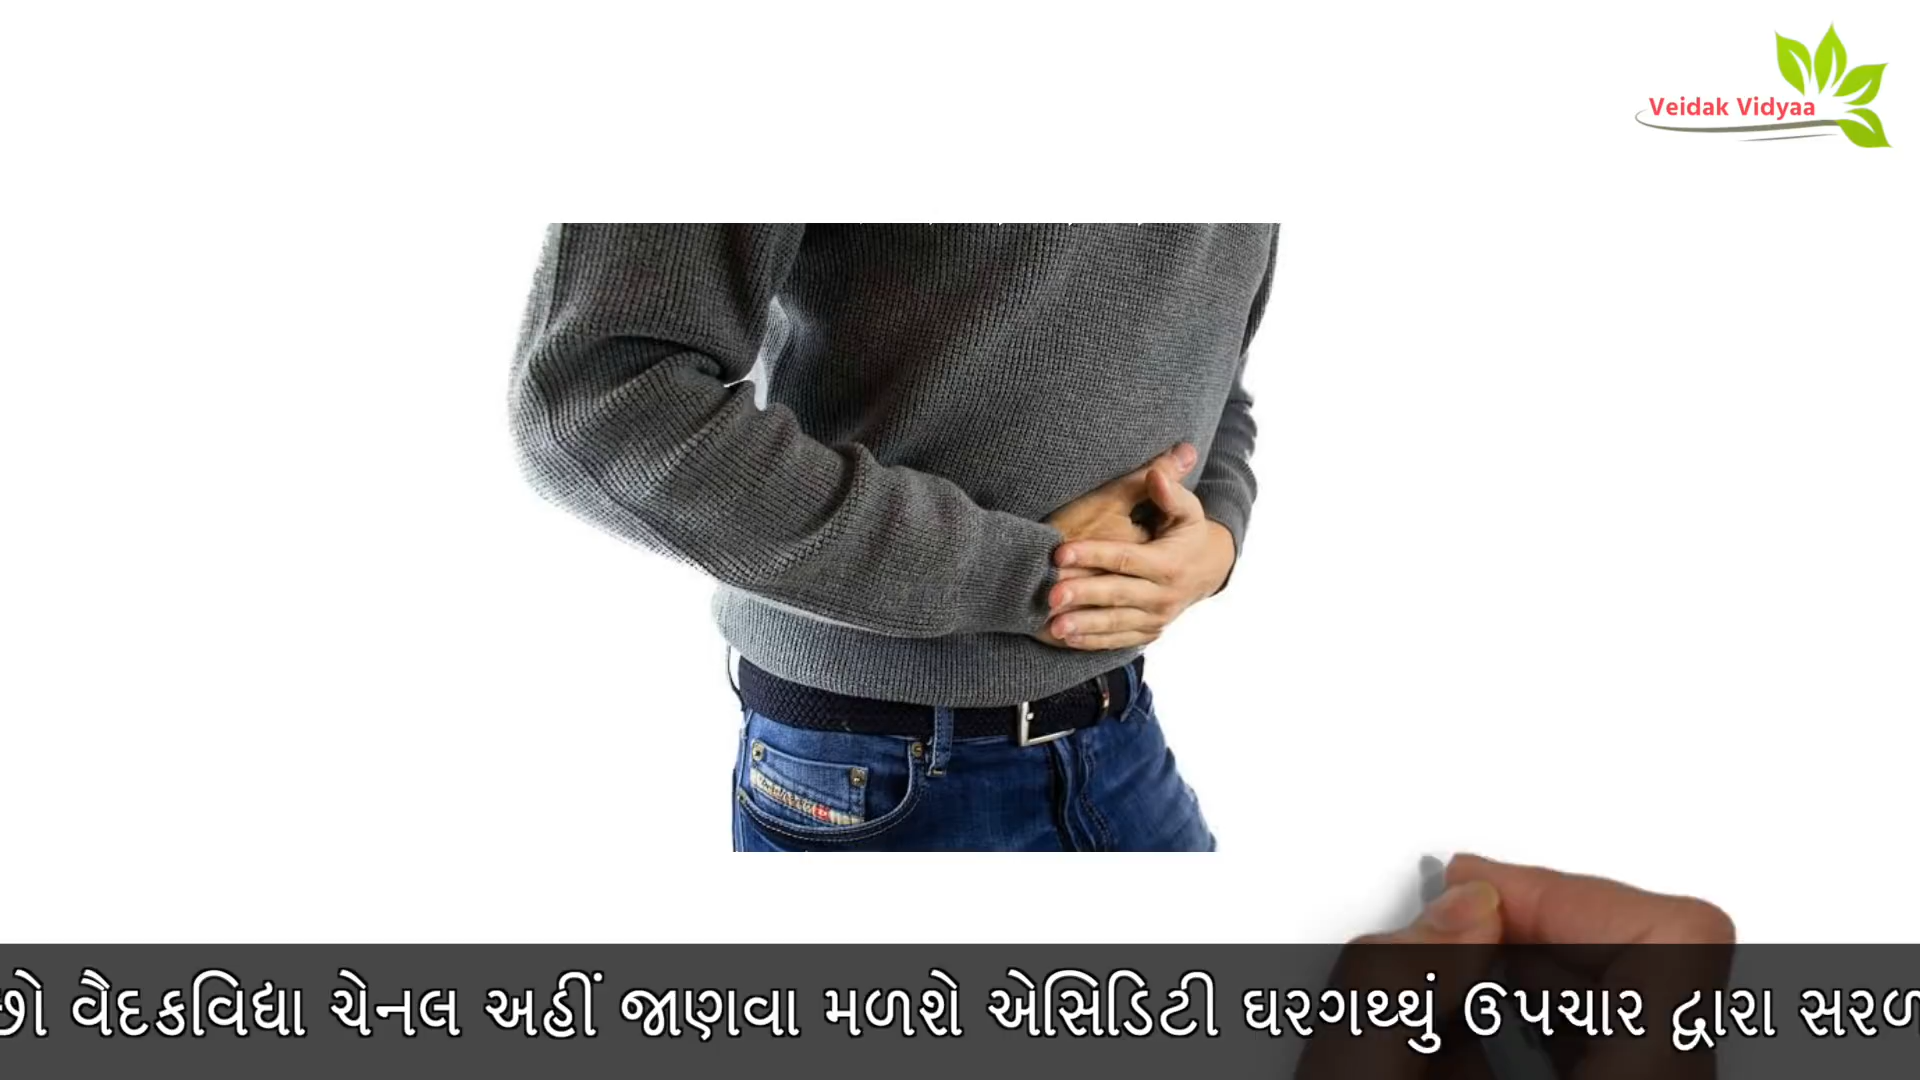 Veidak Vidyaa
છો વૈદકવિદ્યા ચેનલ અહીં જાણવા મળશે એસિડિટી ઘરગથ્થું ઉપચાર દ્વારા સરળ